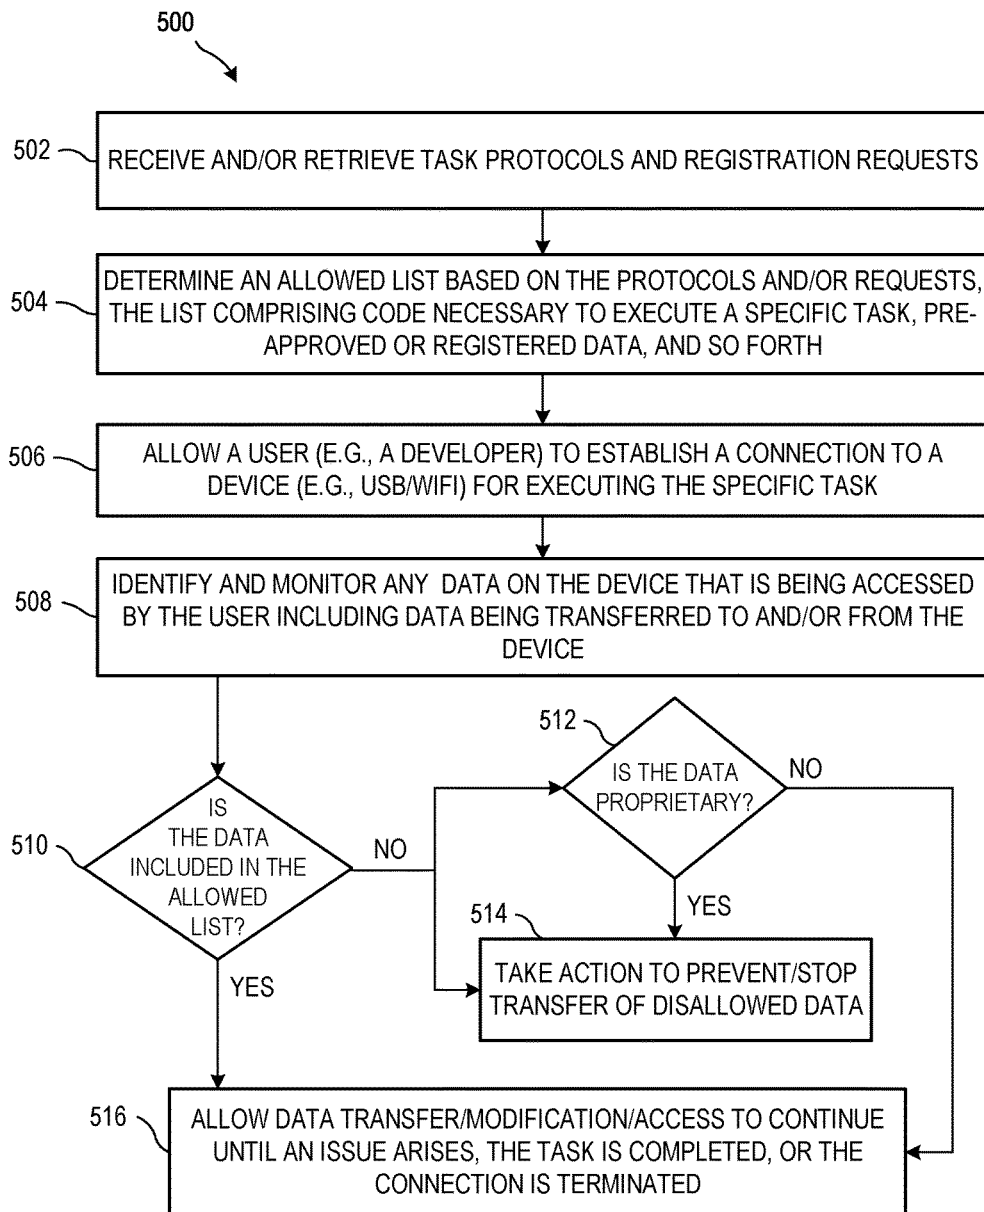 500
502
RECEIVE AND/OR RETRIEVE TASK PROTOCOLS AND REGISTRATION REQUESTS
504
DETERMINE AN ALLOWED LIST BASED ON THE PROTOCOLS AND/OR REQUESTS,
THE LIST COMPRISING CODE NECESSARY TO EXECUTE A SPECIFIC TASK, PRE-
APPROVED OR REGISTERED DATA, AND SO FORTH
506
ALLOW A USER (E.G., A DEVELOPER) TO ESTABLISH A CONNECTION TO A
DEVICE (E.G., USB/WIFI) FOR EXECUTING THE SPECIFIC TASK
508
IDENTIFY AND MONITOR ANY DATA ON THE DEVICE THAT IS BEING ACCESSED
BY THE USER INCLUDING DATA BEING TRANSFERRED TO AND/OR FROM THE
DEVICE
510
IS
THE DATA
INCLUDED IN THE
ALLOWED
LIST?
NO
YES
512
IS THE DATA
PROPRIETARY?
NO
YES
514
TAKE ACTION TO PREVENT/STOP
TRANSFER OF DISALLOWED DATA
516
ALLOW DATA TRANSFER/MODIFICATION/ACCESS TO CONTINUE
UNTIL AN ISSUE ARISES, THE TASK IS COMPLETED, OR THE
CONNECTION IS TERMINATED